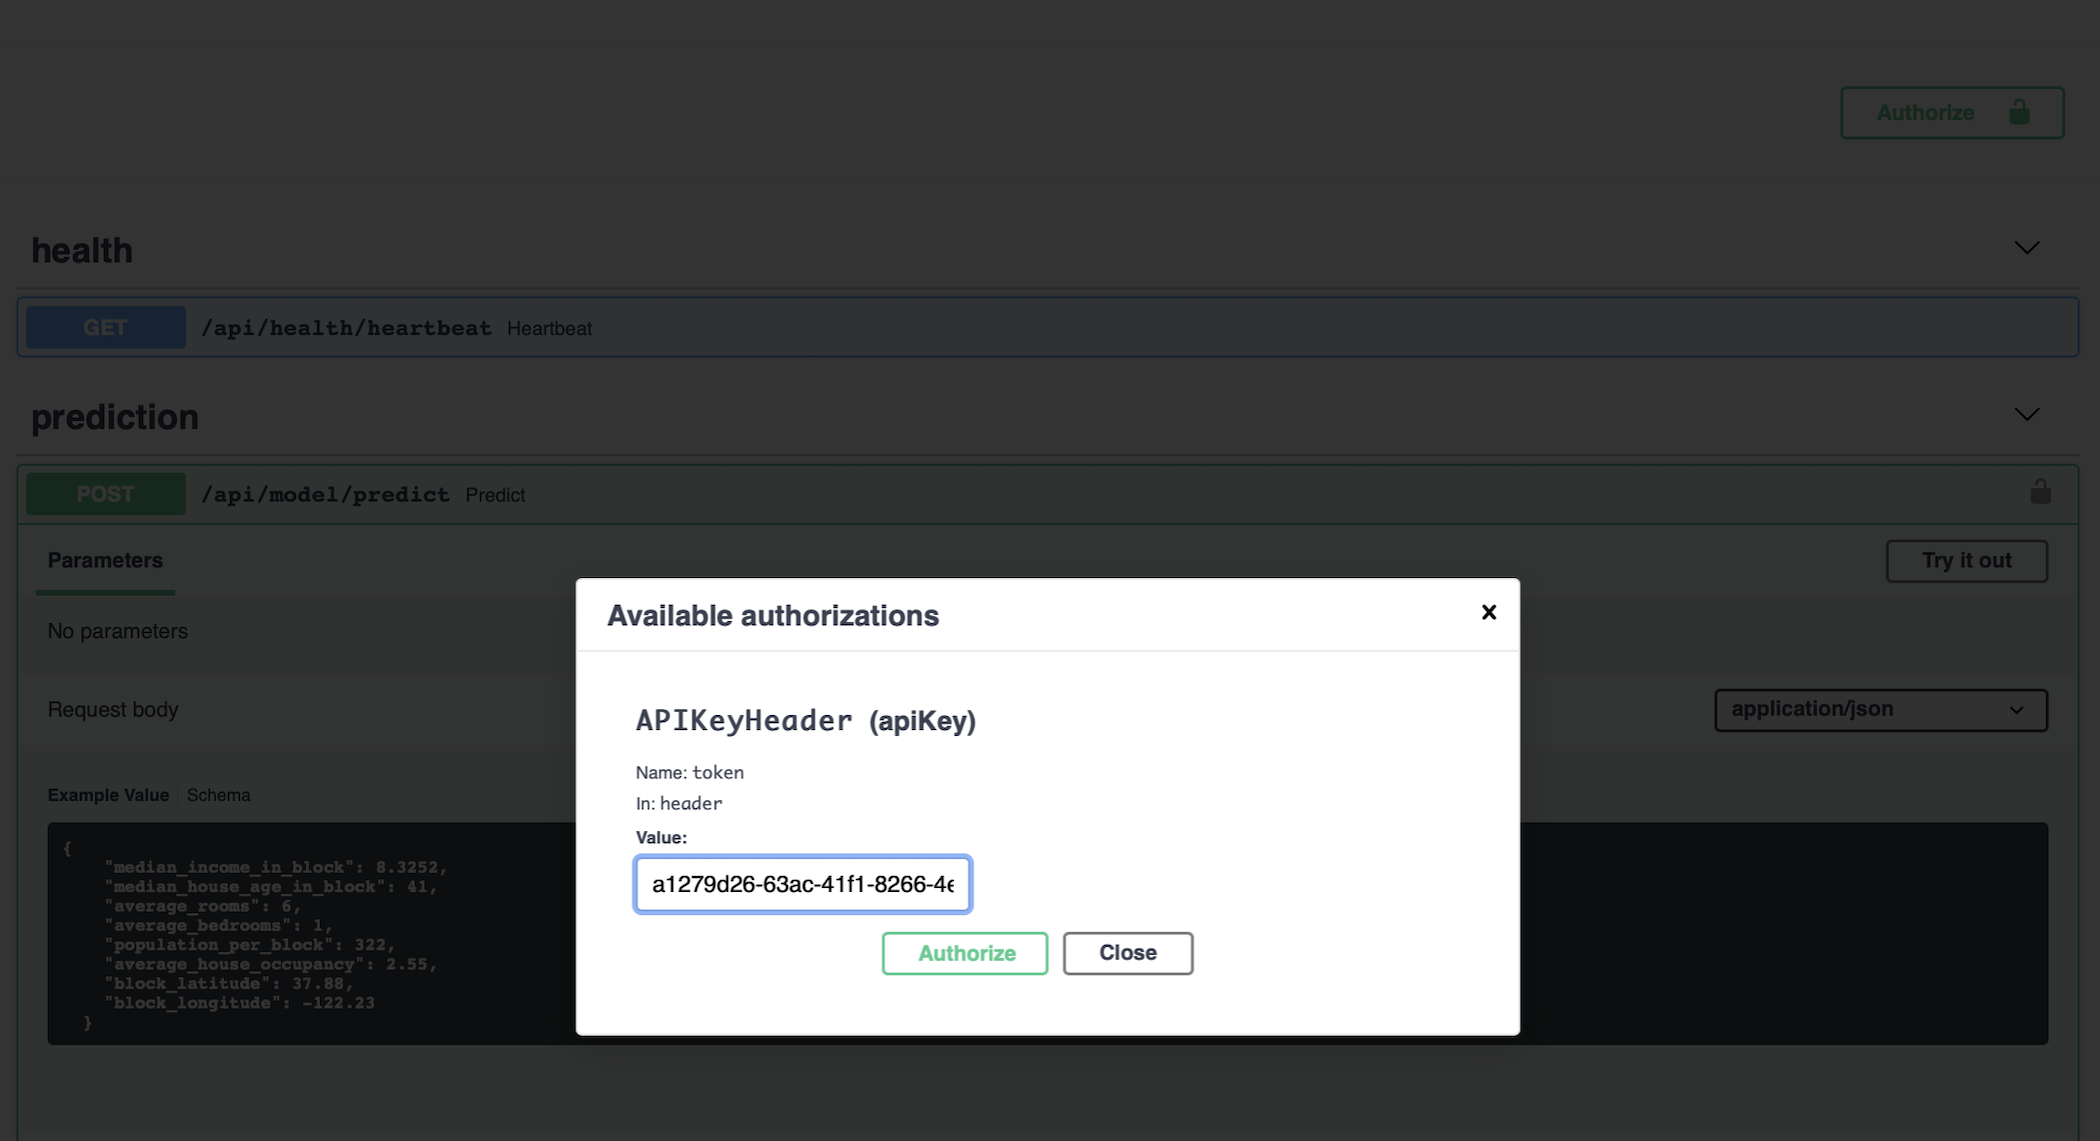 Authorize
health
GET /api/health/heartbeat Heartbeat
prediction
POST /api/model/predict Predict
Parameters
Try it out
No parameters
Request body
application/json
Example Value Schema
{
"median_income_in_block": 8.3252,
"median_house_age_in_block": 41,
"average_rooms": 6,
"average_bedrooms": 1,
"population_per_block": 322,
"average_house_occupancy": 2.55,
"block_latitude": 37.88,
"block_longitude": -122.23
}
Available authorizations
APIKeyHeader (apiKey)
Name: token
In: header
Value:
a1279d26-63ac-41f1-8266-4e
Authorize Close